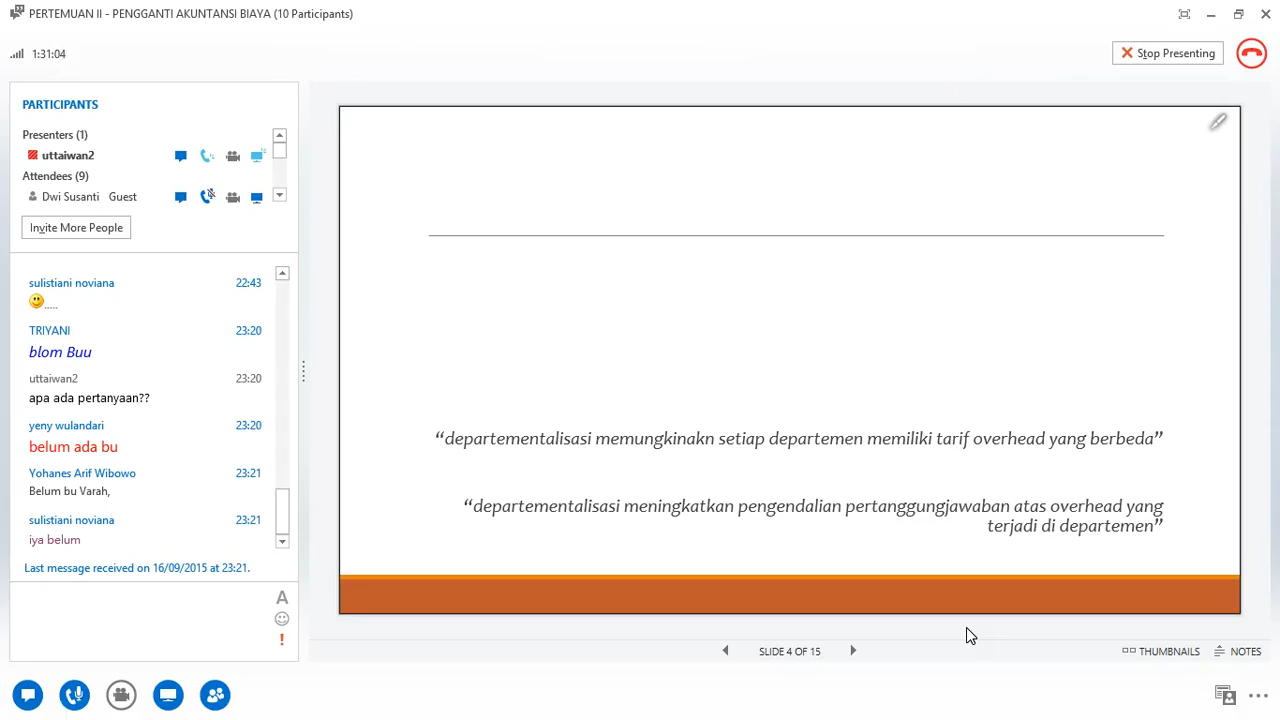 PERTEMUAN II - PENGGANTI AKUNTANSI BIAYA (10 Participants)
1:31:04
Stop Presenting
PARTICIPANTS
Presenters (1)
uttaiwan2
Attendees (9)
Dwi Susanti Guest
Invite More People
sulistiani noviana 22:43
.....
TRIYANI 23:20
blom Buu
uttaiwan2 23:20
apa ada pertanyaan??
yeny wulandari 23:20
belum ada bu
Yohanes Arif Wibowo 23:21
Belum bu Varah,
sulistiani noviana 23:21
iya belum
Last message received on 16/09/2015 at 23:21.
A
!
“departementalisasi memungkinakn setiap departemen memiliki tarif overhead yang berbeda”
“departementalisasi meningkatkan pengendalian pertanggungjawaban atas overhead yang
terjadi di departemen”
SLIDE 4 OF 15
THUMBNAILS
NOTES